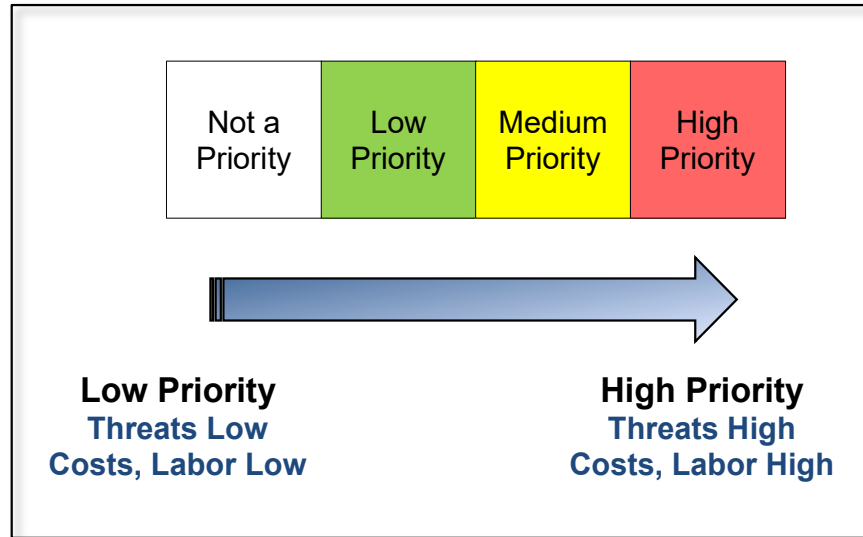 Not a
Priority
Low
Priority
Medium
Priority
High
Priority
Low Priority
Threats Low
Costs, Labor Low
High Priority
Threats High
Costs, Labor High